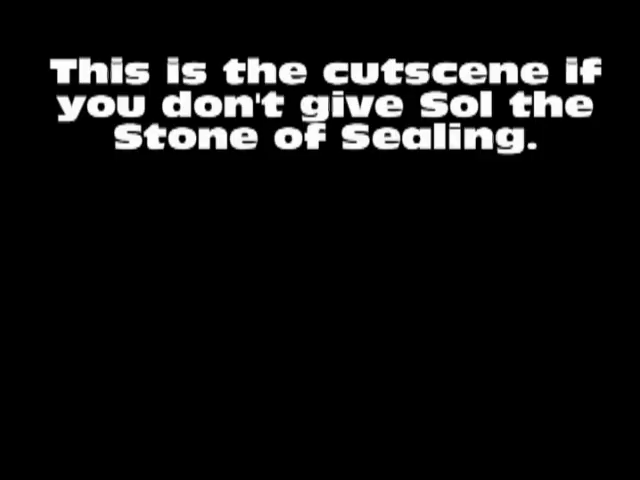 This is the cutscene if
you don't give Sol the
Stone of Sealing.